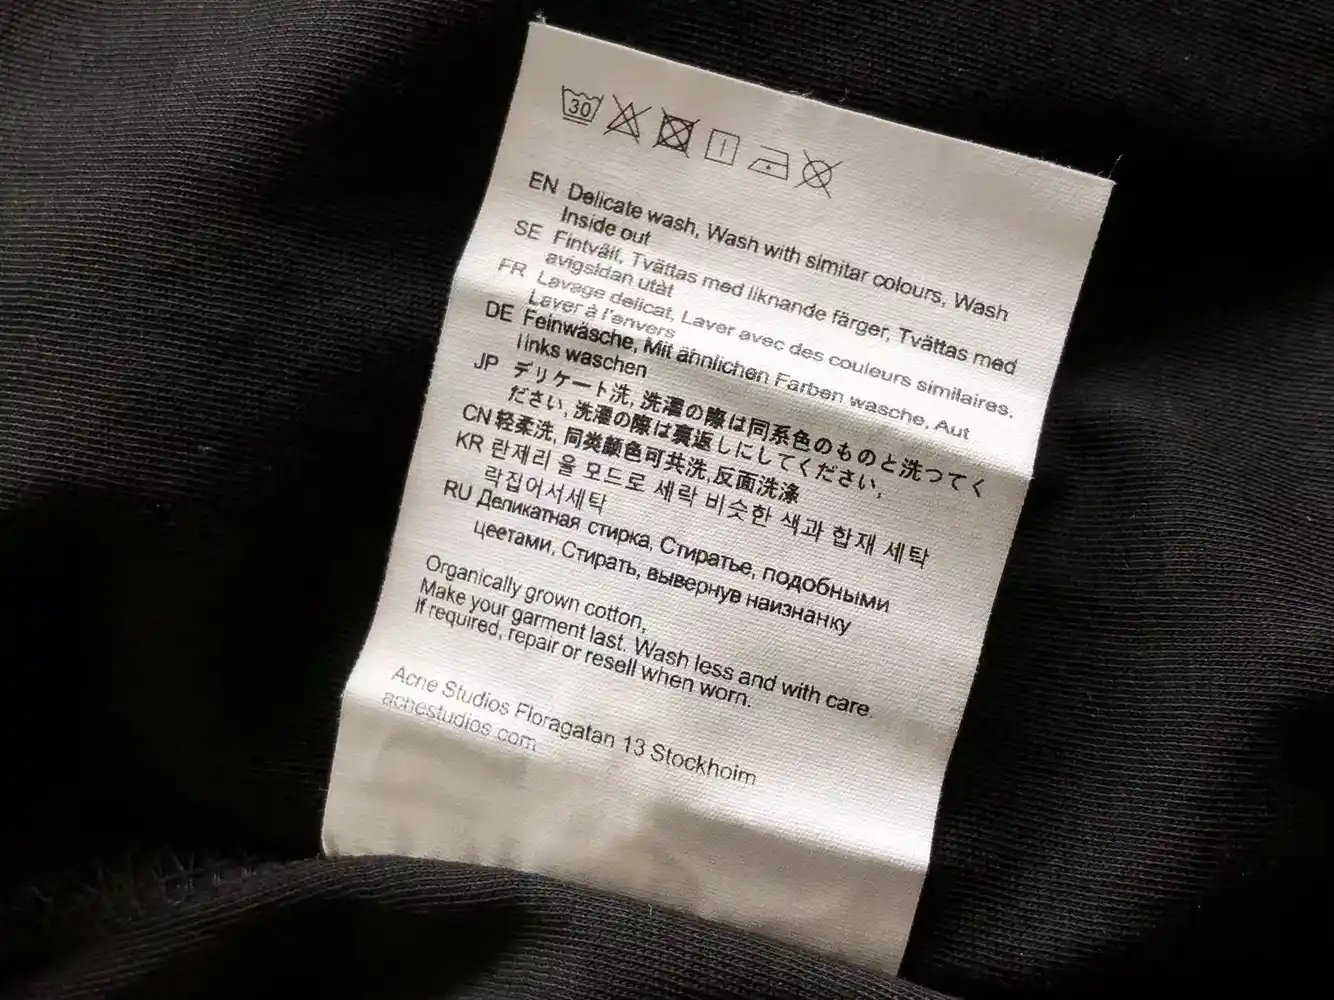 30
EN Delicate wash, Wash with similar colours, Wash
Inside out
SE Fintvält, Tvättas med liknande färger, Tvättas med
avigsidan utåt
FR Lavage delicat, Laver avec des couleurs similaires,
Laver à l'envers
DE Feinwäsche, Mit ähnlichen Farben wasche, Aut
links waschen
JP デリケート洗, 洗濯の際は同系色のものと洗つてく
ださい, 洗濯の際は裏返しにしてください,
CN 轻柔洗, 同类颜色可共洗,反面洗涤
KR 란재리 울 모드로 세락 비슷한 색과 합재 세탁
락집어서세탁
RU Деликатная стирка, Стиратье, подобными
цеетами, Стирать, вывернув наизнанку
Organically grown cotton,
Make your garment last. Wash less and with care.
If required, repair or resell when worn.
Acne Studios Floragatan 13 Stockholm
acnestudios com